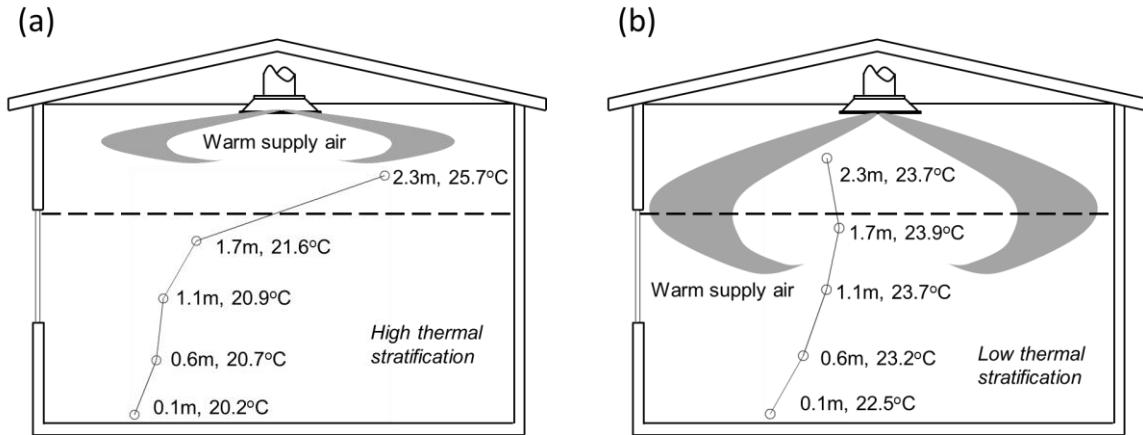 (a)
Warm supply air
2.3m, 25.7°C
1.7m, 21.6°C
1.1m, 20.9°C
High thermal
stratification
0.6m, 20.7°C
0.1m, 20.2°C
(b)
2.3m, 23.7°C
1.7m, 23.9°C
Warm supply air
1.1m, 23.7°C
0.6m, 23.2°C
Low thermal
stratification
0.1m, 22.5°C